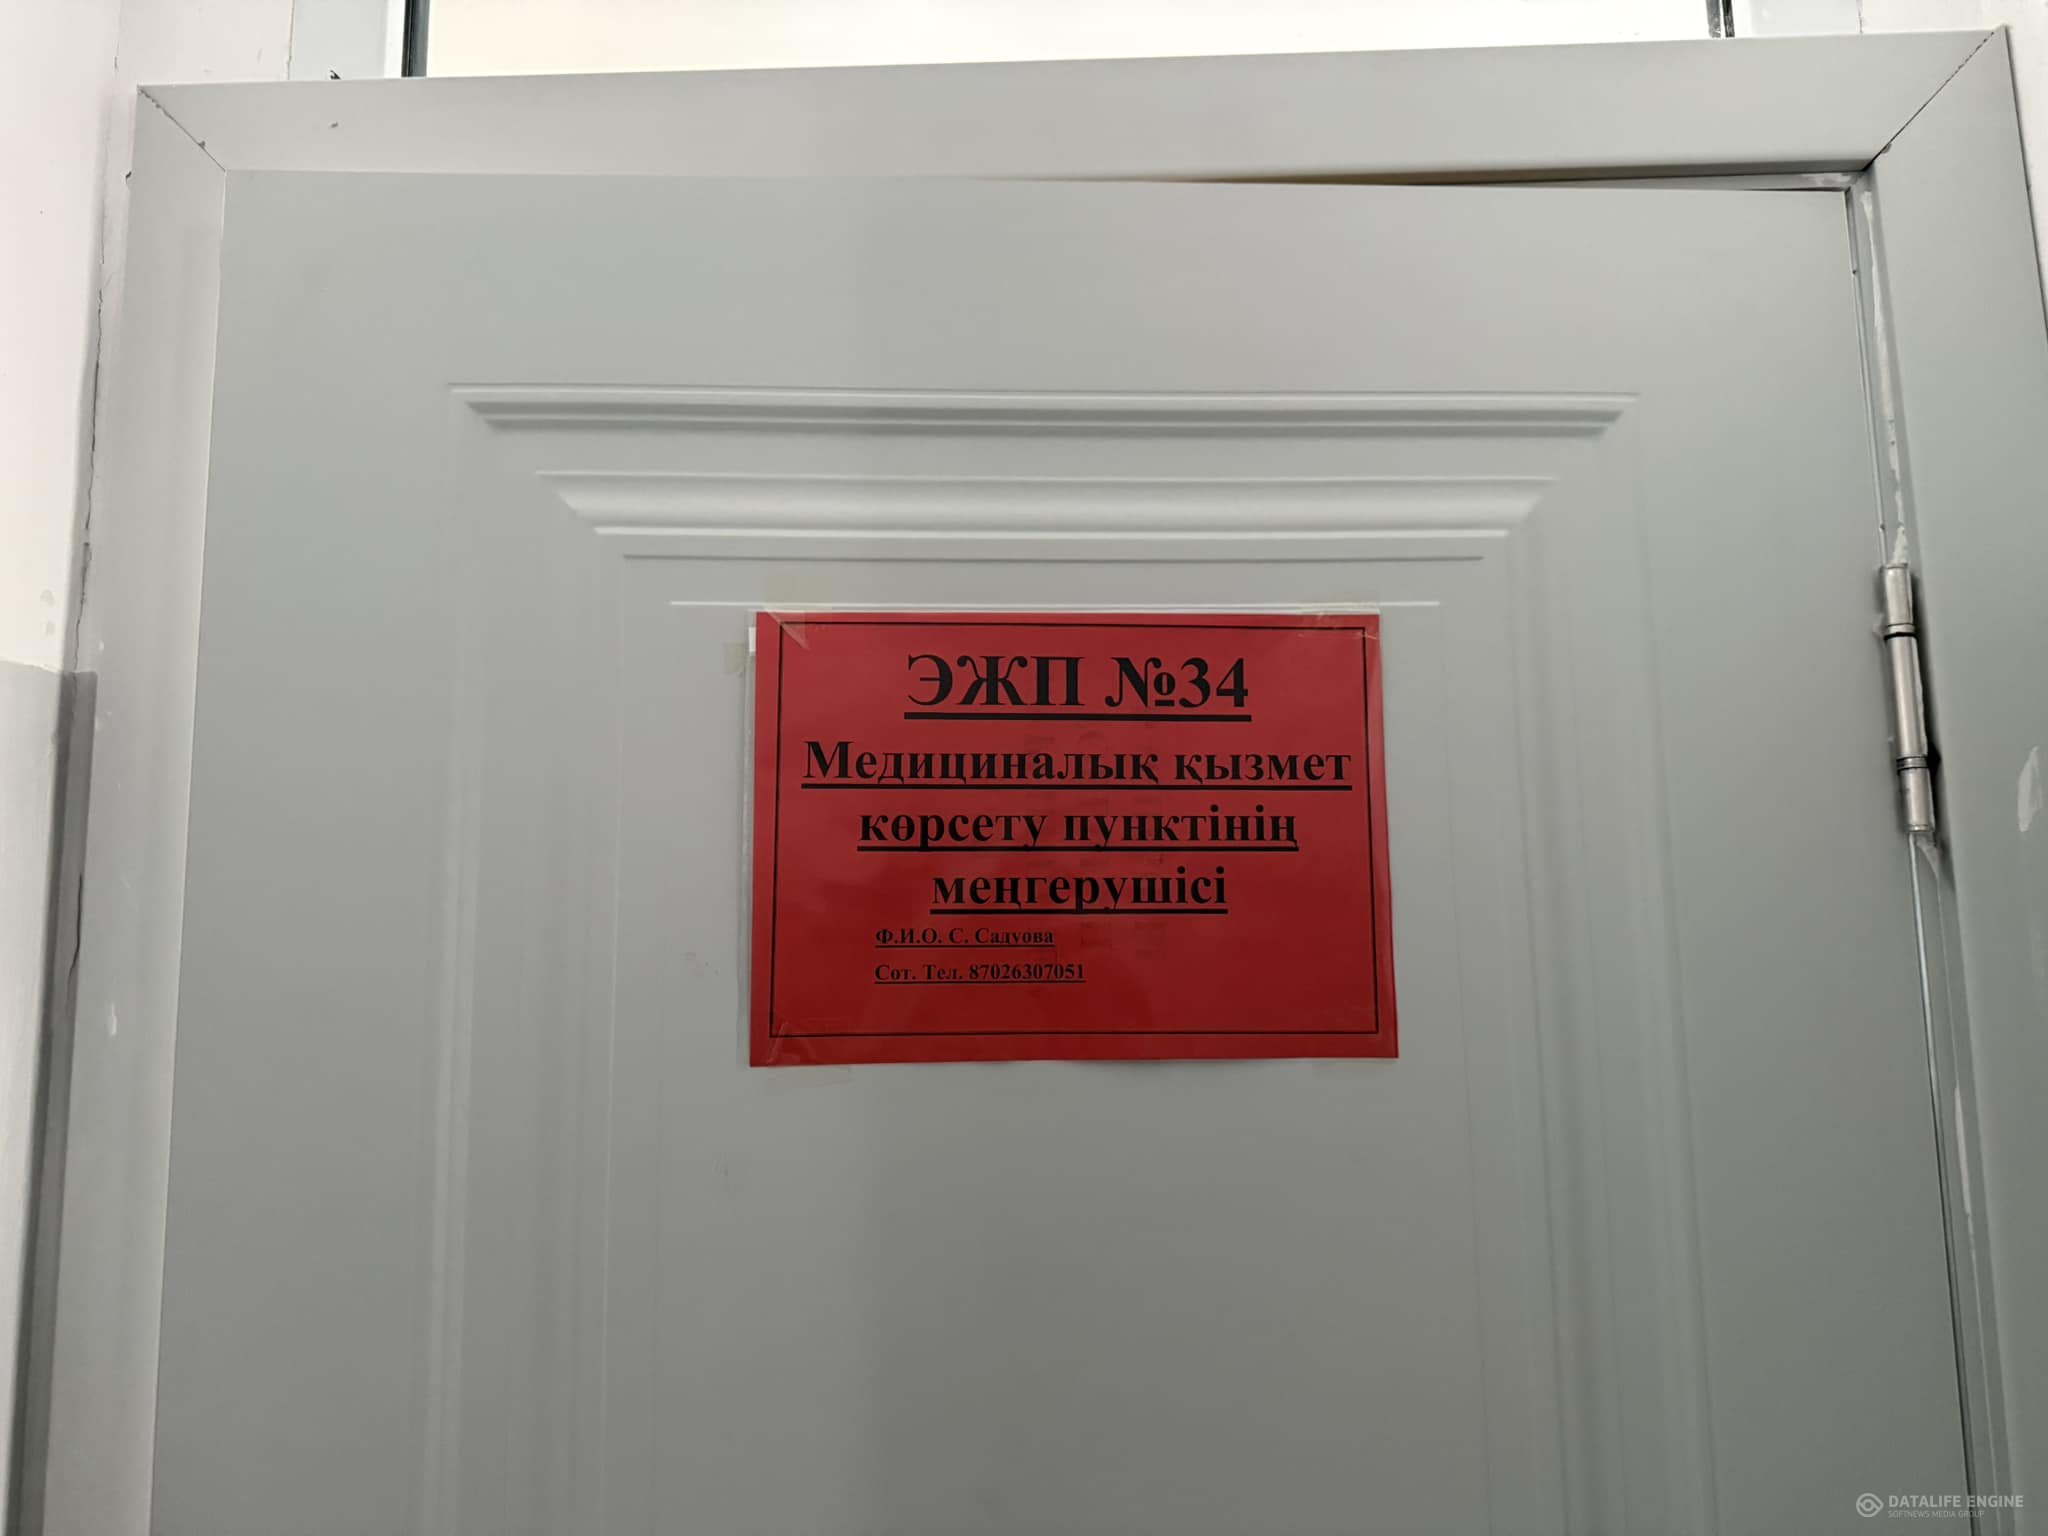 ЭЖП №34
Медициналық қызмет
көрсету пунктінің
меңгерушісі
Ф.И.О. С. Садуова
Сот. Тел. 87026307051
DATALIFE ENGINE
SOFTNEWS MEDIA GROUP